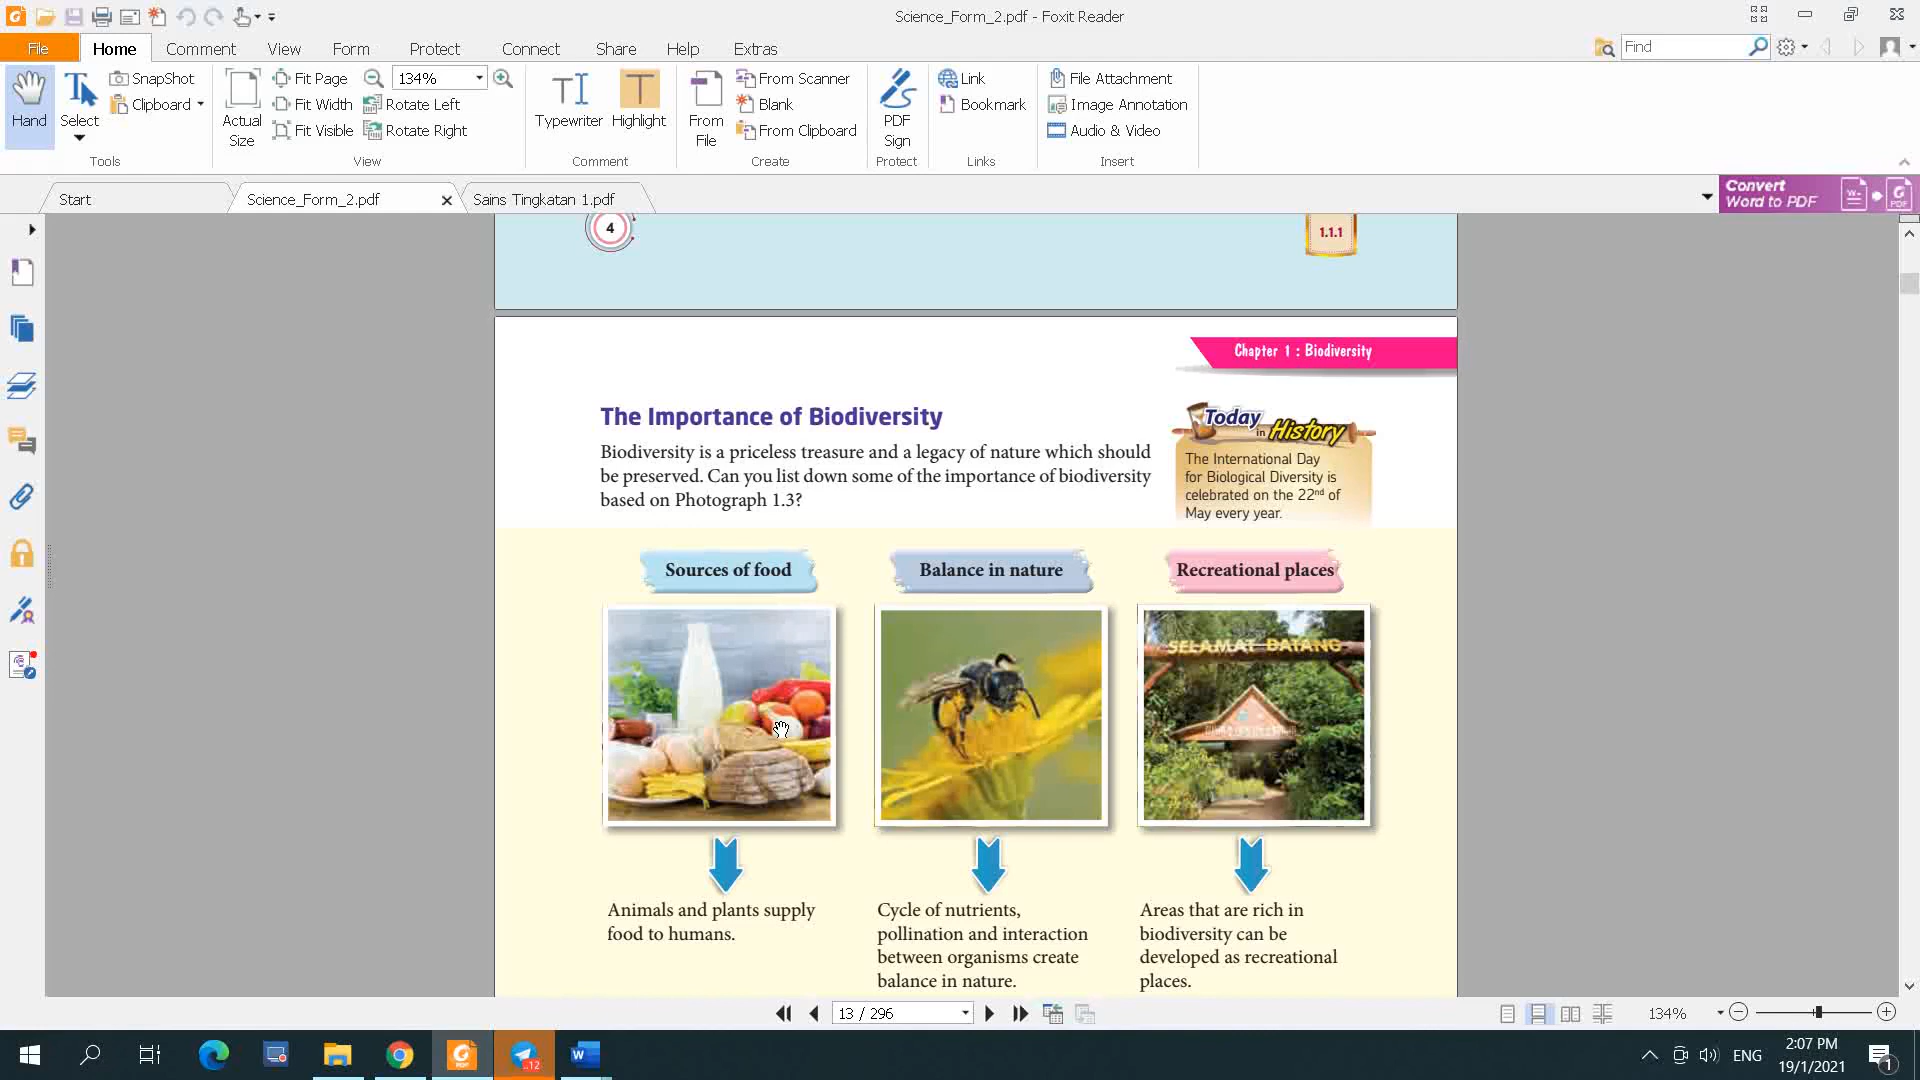 Science_Form_2.pdf - Foxit Reader
File Home Comment View Form Protect Connect Share Help Extras
Find
Hand
Select
SnapShot
Clipboard
Tools
Actual Size
Fit Page
Fit Width
Fit Visible
134%
Rotate Left
Rotate Right
View
Typewriter
Highlight
Comment
From File
From Scanner
Blank
From Clipboard
Create
PDF Sign
Protect
Link
Bookmark
Links
File Attachment
Image Annotation
Audio & Video
Insert
Start
Science_Form_2.pdf
Sains Tingkatan 1.pdf
Convert
Word to PDF
4
1.1.1
Chapter 1 : Biodiversity
The Importance of Biodiversity
Biodiversity is a priceless treasure and a legacy of nature which should
be preserved. Can you list down some of the importance of biodiversity
based on Photograph 1.3?
Today
in History
The International Day
for Biological Diversity is
celebrated on the 22nd of
May every year.
Sources of food
Balance in nature
Recreational places
SELAMAT DATANG
Animals and plants supply
food to humans.
Cycle of nutrients,
pollination and interaction
between organisms create
balance in nature.
Areas that are rich in
biodiversity can be
developed as recreational
places.
13 / 296
134%
..12
ENG
2:07 PM
19/1/2021
1